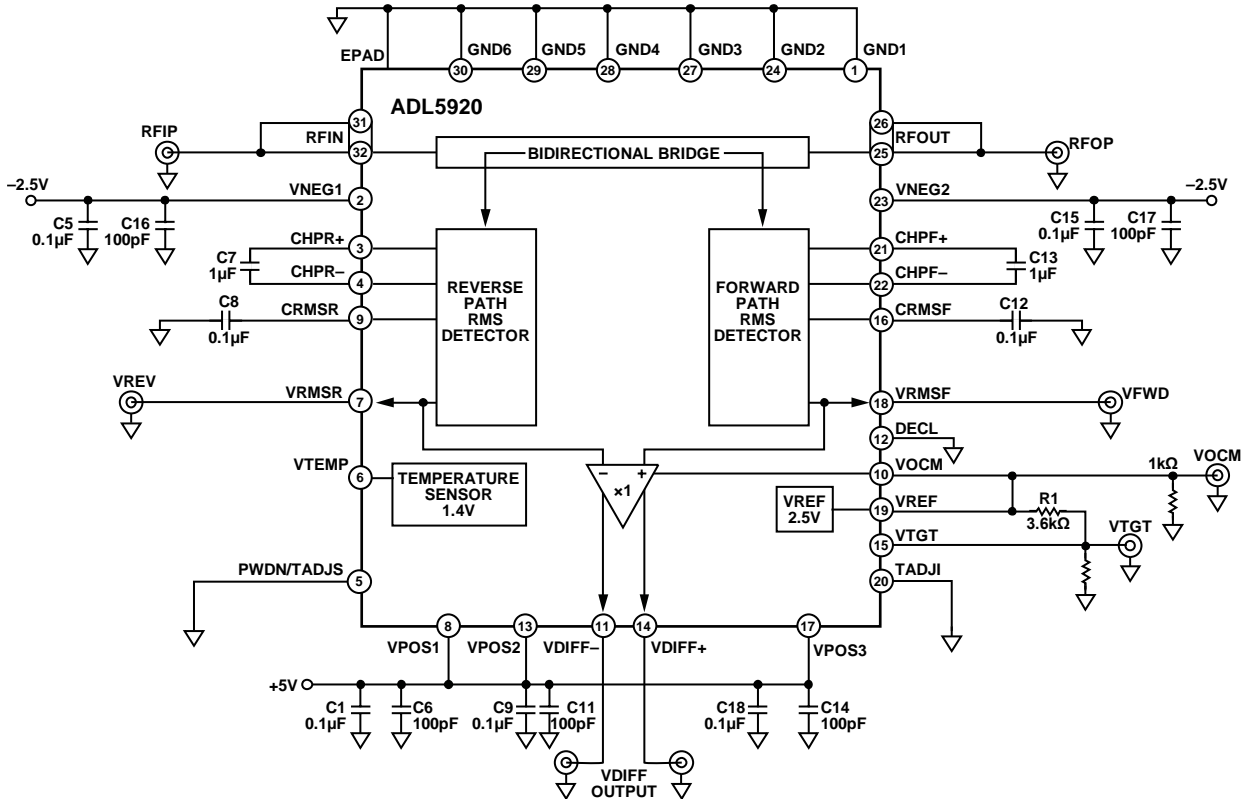 EPAD
GND6
GND5
GND4
GND3
GND2
GND1
30
29
28
27
24
1
ADL5920
RFIP
RFIN
31
32
BIDIRECTIONAL BRIDGE
26
25
RFOUT
RFOP
–2.5V
VNEG1
2
C5
0.1µF
C16
100pF
23
VNEG2
–2.5V
C15
0.1µF
C17
100pF
CHPR+
3
C7
1µF
CHPR–
4
C8
0.1µF
CRMSR
9
REVERSE
PATH
RMS
DETECTOR
FORWARD
PATH
RMS
DETECTOR
21
CHPF+
C13
1µF
22
CHPF–
16
CRMSF
C12
0.1µF
VREV
VRMSR
7
18
VRMSF
VFWD
12
DECL
VTEMP
6
TEMPERATURE
SENSOR
1.4V
–
+
×1
10
VOCM
1kΩ
VOCM
VREF
2.5V
19
VREF
R1
3.6kΩ
15
VTGT
VTGT
PWDN/TADJS
5
20
TADJI
8
13
11
14
17
VPOS1
VPOS2
VDIFF–
VDIFF+
VPOS3
+5V
C1
0.1µF
C6
100pF
C9
0.1µF
C11
100pF
C18
0.1µF
C14
100pF
VDIFF
OUTPUT